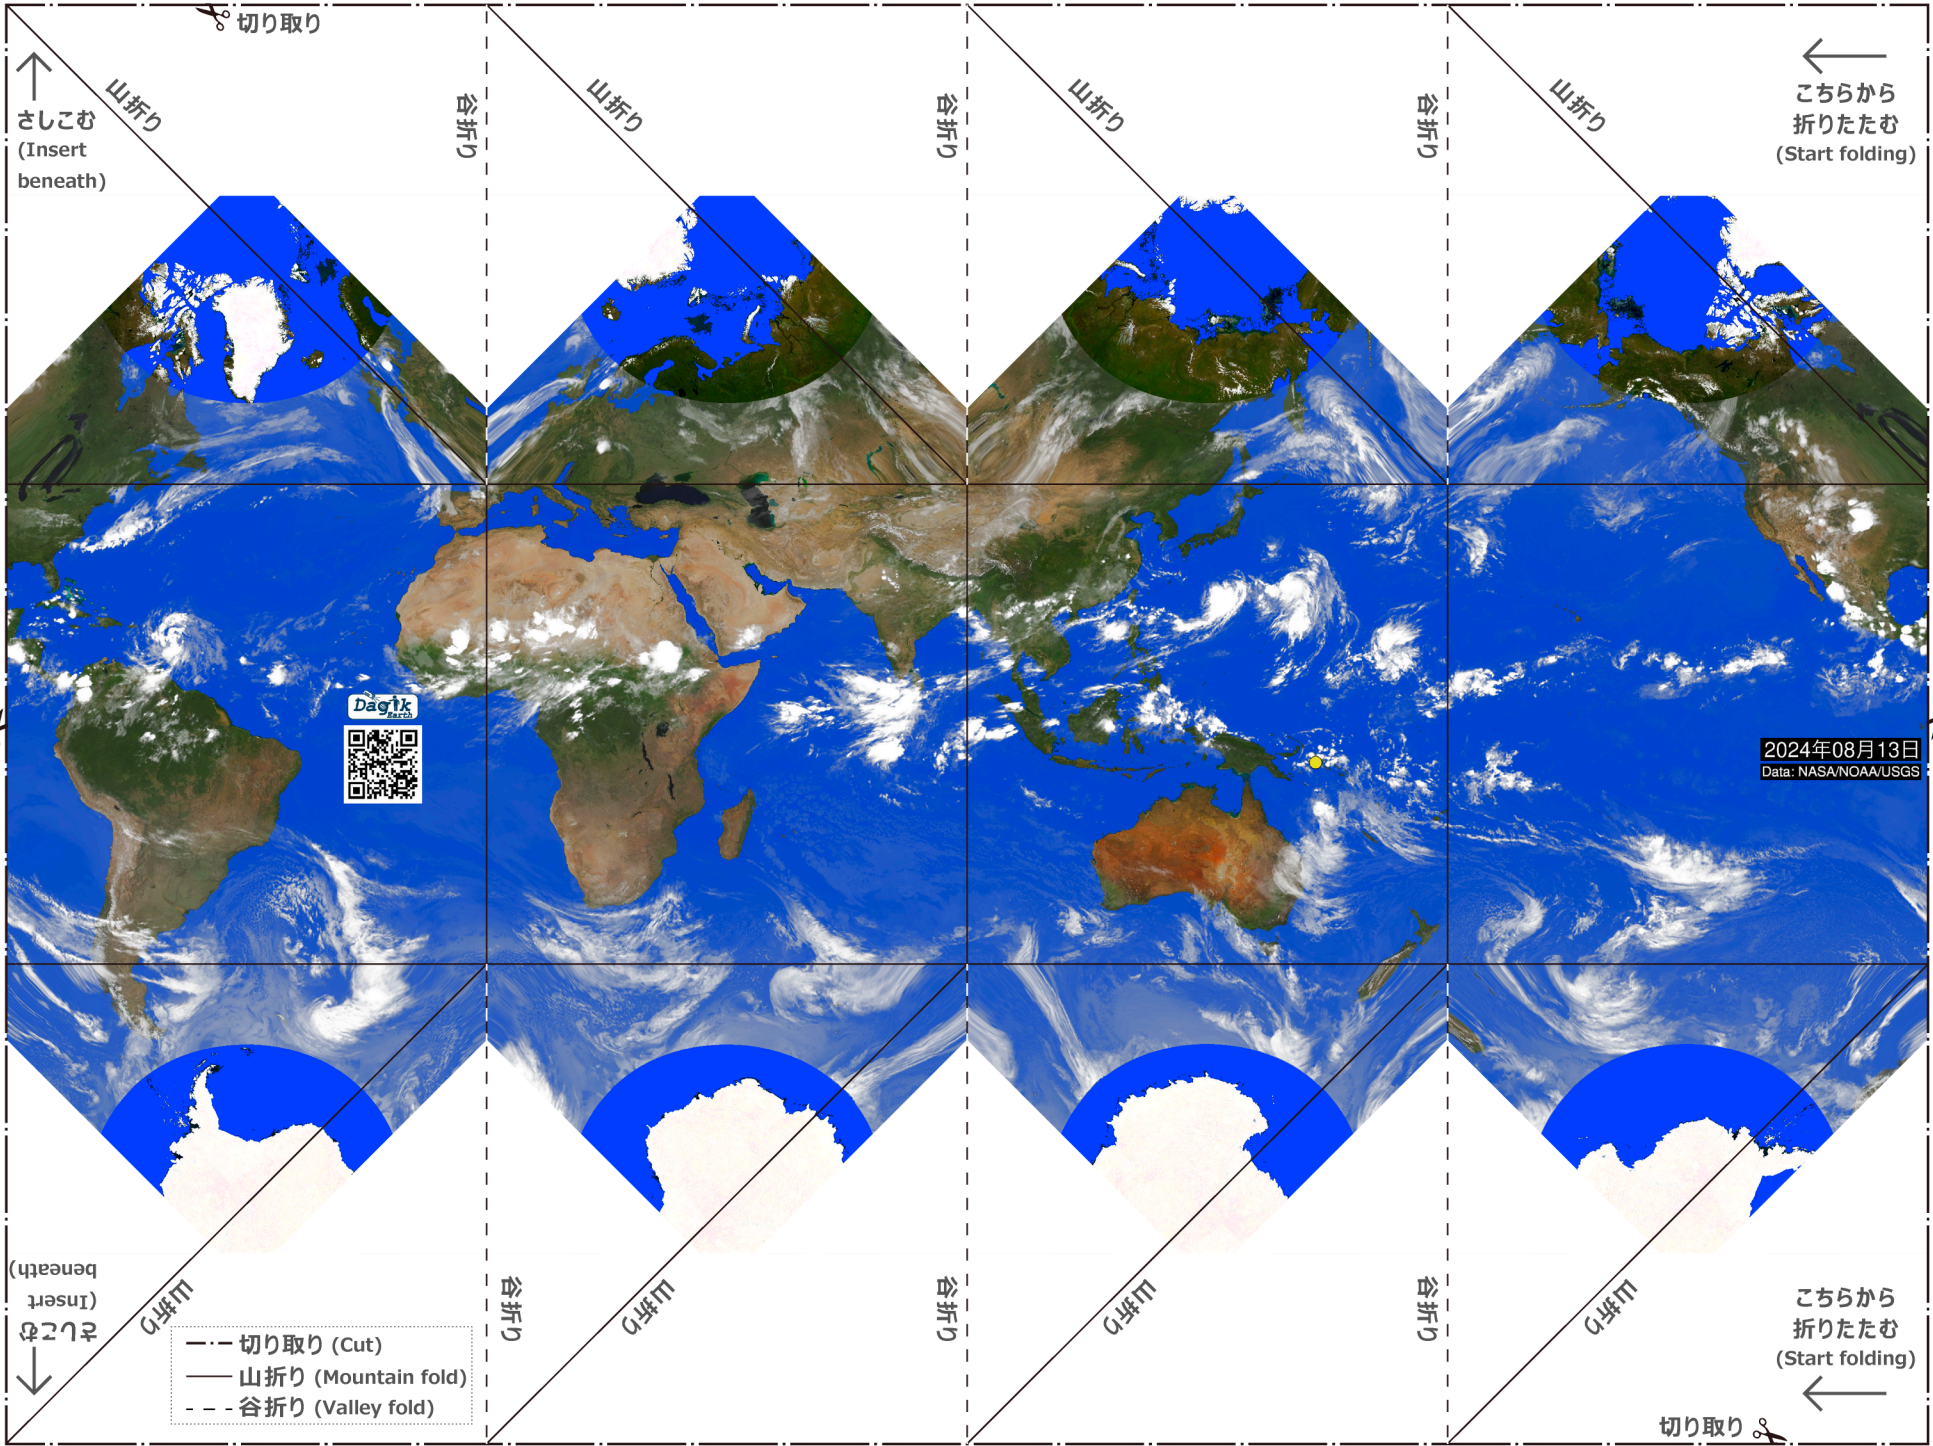 切り取り
山折り
谷折り
山折り
谷折り
山折り
谷折り
山折り
さしこむ
(Insert
beneath)
こちらから
折りたたむ
(Start folding)
Dagik
Earth
2024年08月13日
Data: NASA/NOAA/USGS
さしこむ
(Insert
beneath)
山折り
谷折り
山折り
谷折り
山折り
谷折り
山折り
こちらから
折りたたむ
(Start folding)
切り取り (Cut)
山折り (Mountain fold)
谷折り (Valley fold)
切り取り